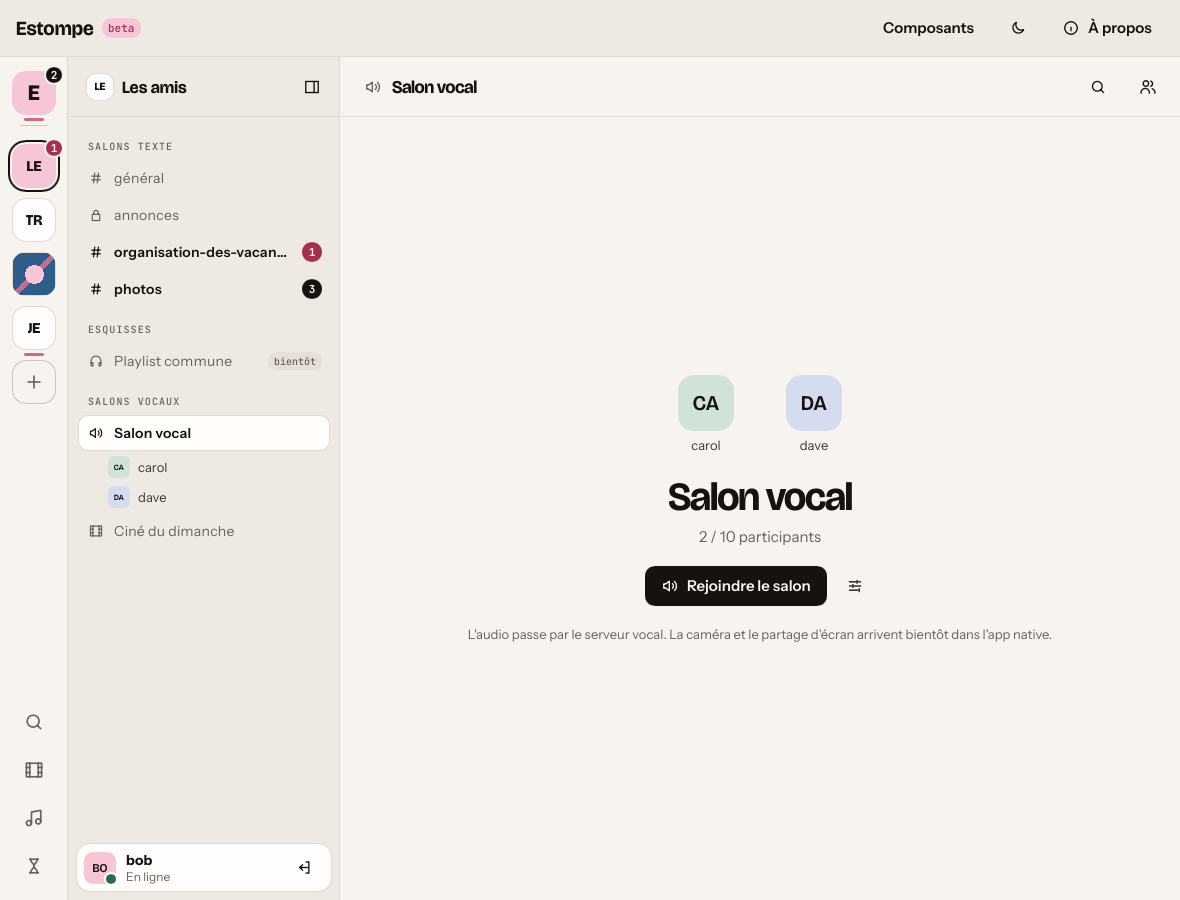 Estompe beta
Composants
À propos
E
2
LE
1
TR
JE
LE Les amis
SALONS TEXTE
général
annonces
organisation-des-vacan... 1
photos 3
ESQUISSES
Playlist commune bientôt
SALONS VOCAUX
Salon vocal
CA carol
DA dave
Ciné du dimanche
BO bob
En ligne
Salon vocal
CA DA
carol dave
Salon vocal
2 / 10 participants
Rejoindre le salon
L'audio passe par le serveur vocal. La caméra et le partage d'écran arrivent bientôt dans l'app native.